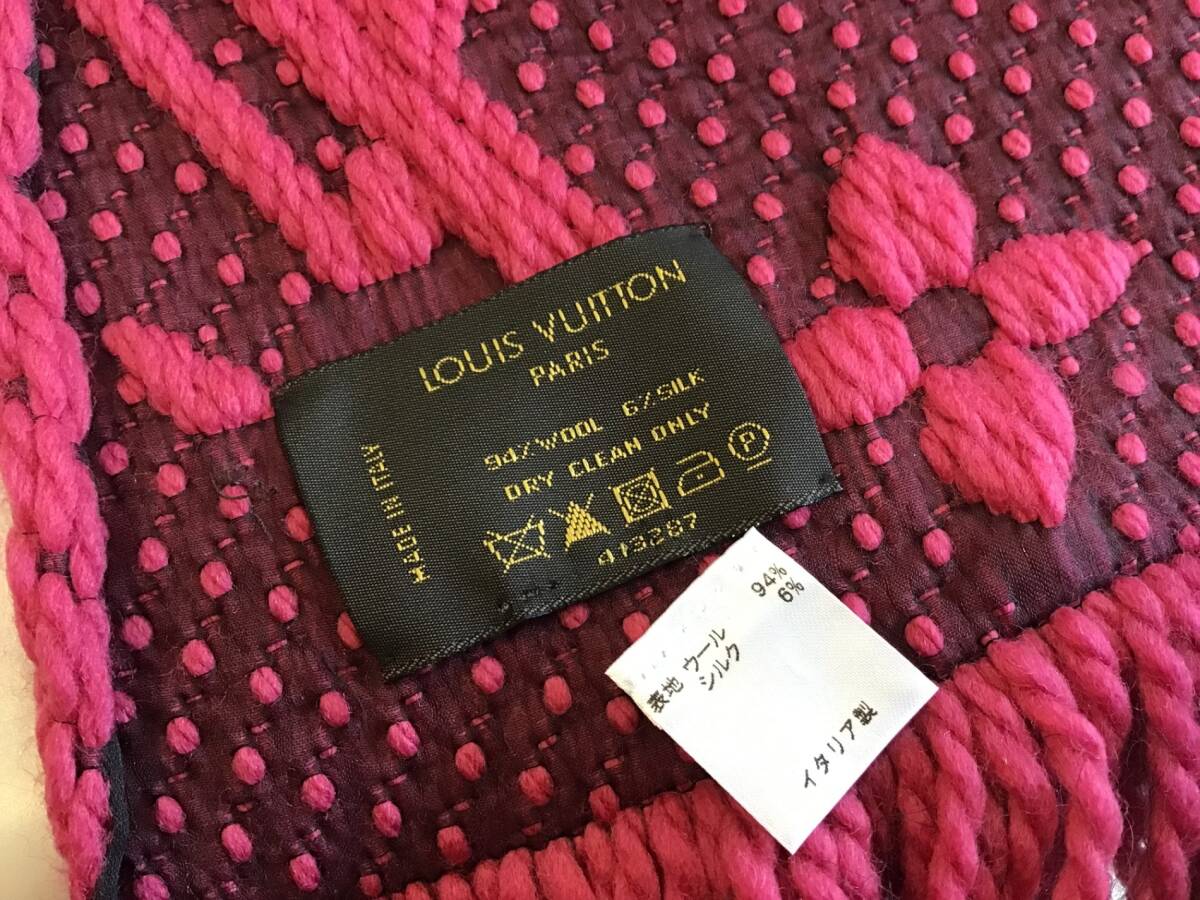 LOUIS VUITTON
PARIS
94%WOOL 6%SILK
DRY CLEAN ONLY
P
413287
MADE IN ITALY
表地 ウール 94%
シルク 6%
イタリア製